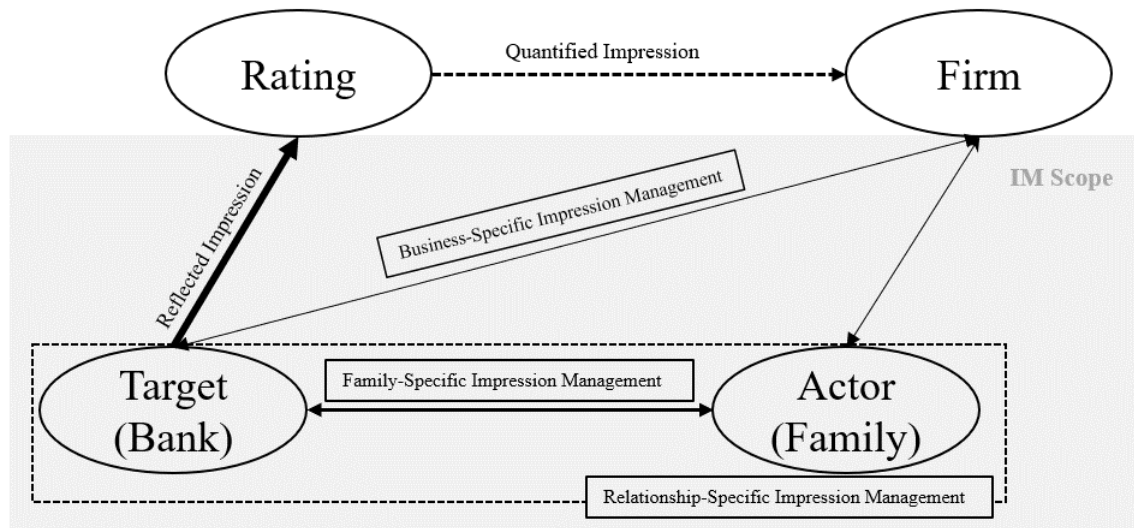 Quantified Impression
Rating
Firm
IM Scope
Business-Specific Impression Management
Reflected Impression
Target
(Bank)
Family-Specific Impression Management
Actor
(Family)
Relationship-Specific Impression Management